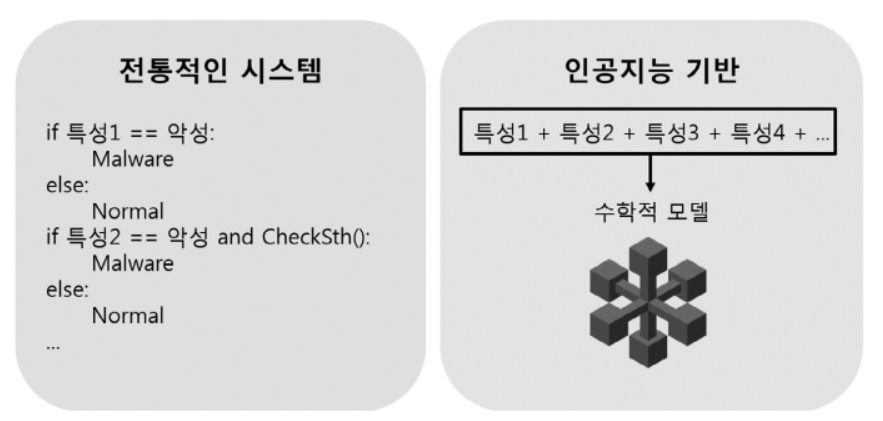 전통적인 시스템
if 특성1 == 악성:
Malware
else:
Normal
if 특성2 == 악성 and CheckSth():
Malware
else:
Normal
...
인공지능 기반
특성1 + 특성2 + 특성3 + 특성4 + ...
수학적 모델